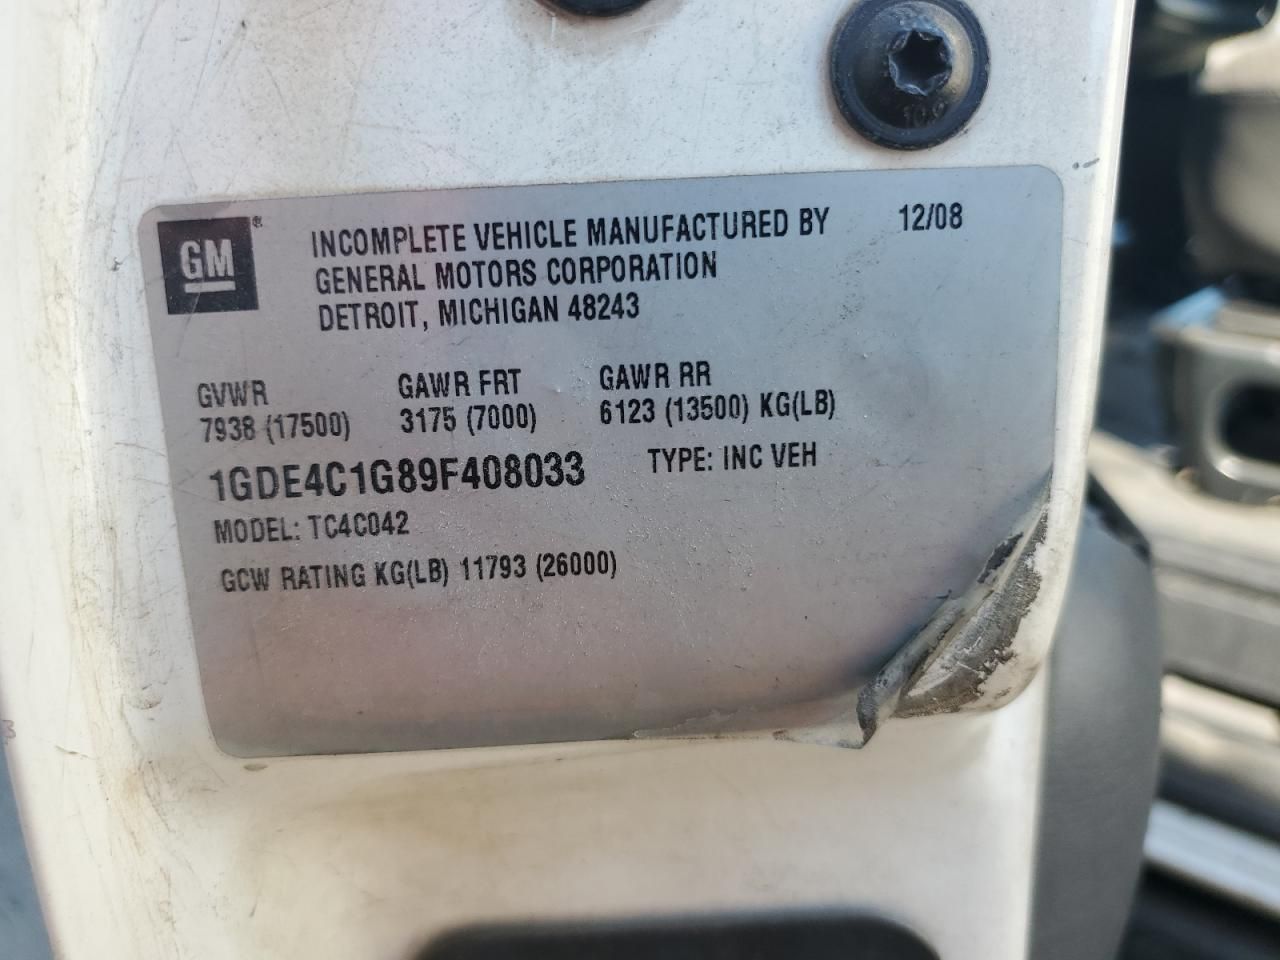 10.9
GM ®
INCOMPLETE VEHICLE MANUFACTURED BY 12/08
GENERAL MOTORS CORPORATION
DETROIT, MICHIGAN 48243
GVWR GAWR FRT GAWR RR
7938 (17500) 3175 (7000) 6123 (13500) KG(LB)
1GDE4C1G89F408033 TYPE: INC VEH
MODEL: TC4C042
GCW RATING KG(LB) 11793 (26000)